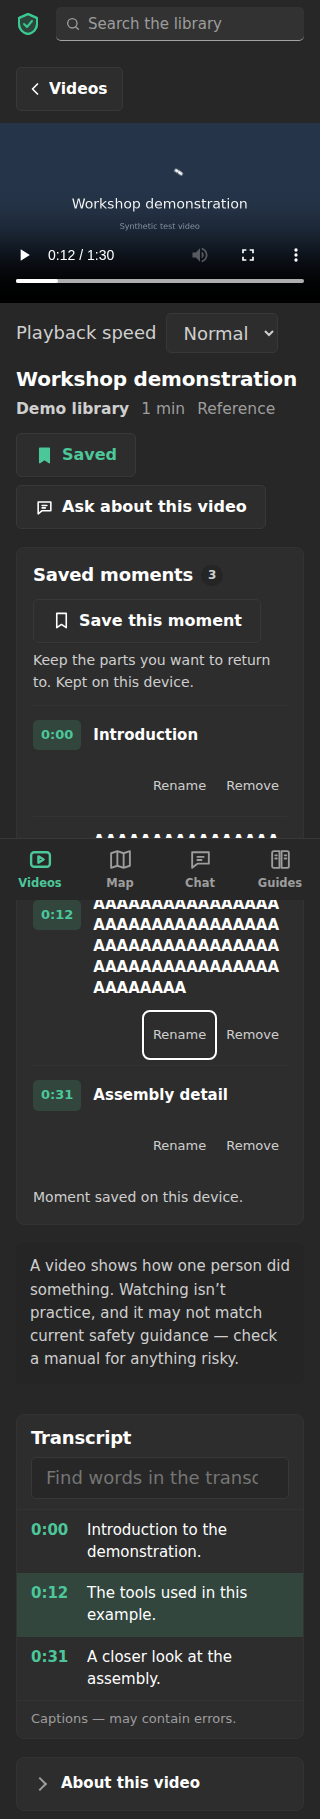 Search the library
Videos
Workshop demonstration
Synthetic test video
0:12 / 1:30
Playback speed Normal
Workshop demonstration
Demo library 1 min Reference
Saved
Ask about this video
Saved moments 3
Save this moment
Keep the parts you want to return
to. Kept on this device.
0:00 Introduction
Rename Remove
Videos Map Chat Guides
0:12 AAAAAAAAAAAAAAAA
AAAAAAAAAAAAAAAA
AAAAAAAAAAAAAAAA
AAAAAAAAAAAAAAAA
AAAAAAAA
Rename Remove
0:31 Assembly detail
Rename Remove
Moment saved on this device.
A video shows how one person did
something. Watching isn’t
practice, and it may not match
current safety guidance — check
a manual for anything risky.
Transcript
Find words in the transc
0:00 Introduction to the
demonstration.
0:12 The tools used in this
example.
0:31 A closer look at the
assembly.
Captions — may contain errors.
About this video